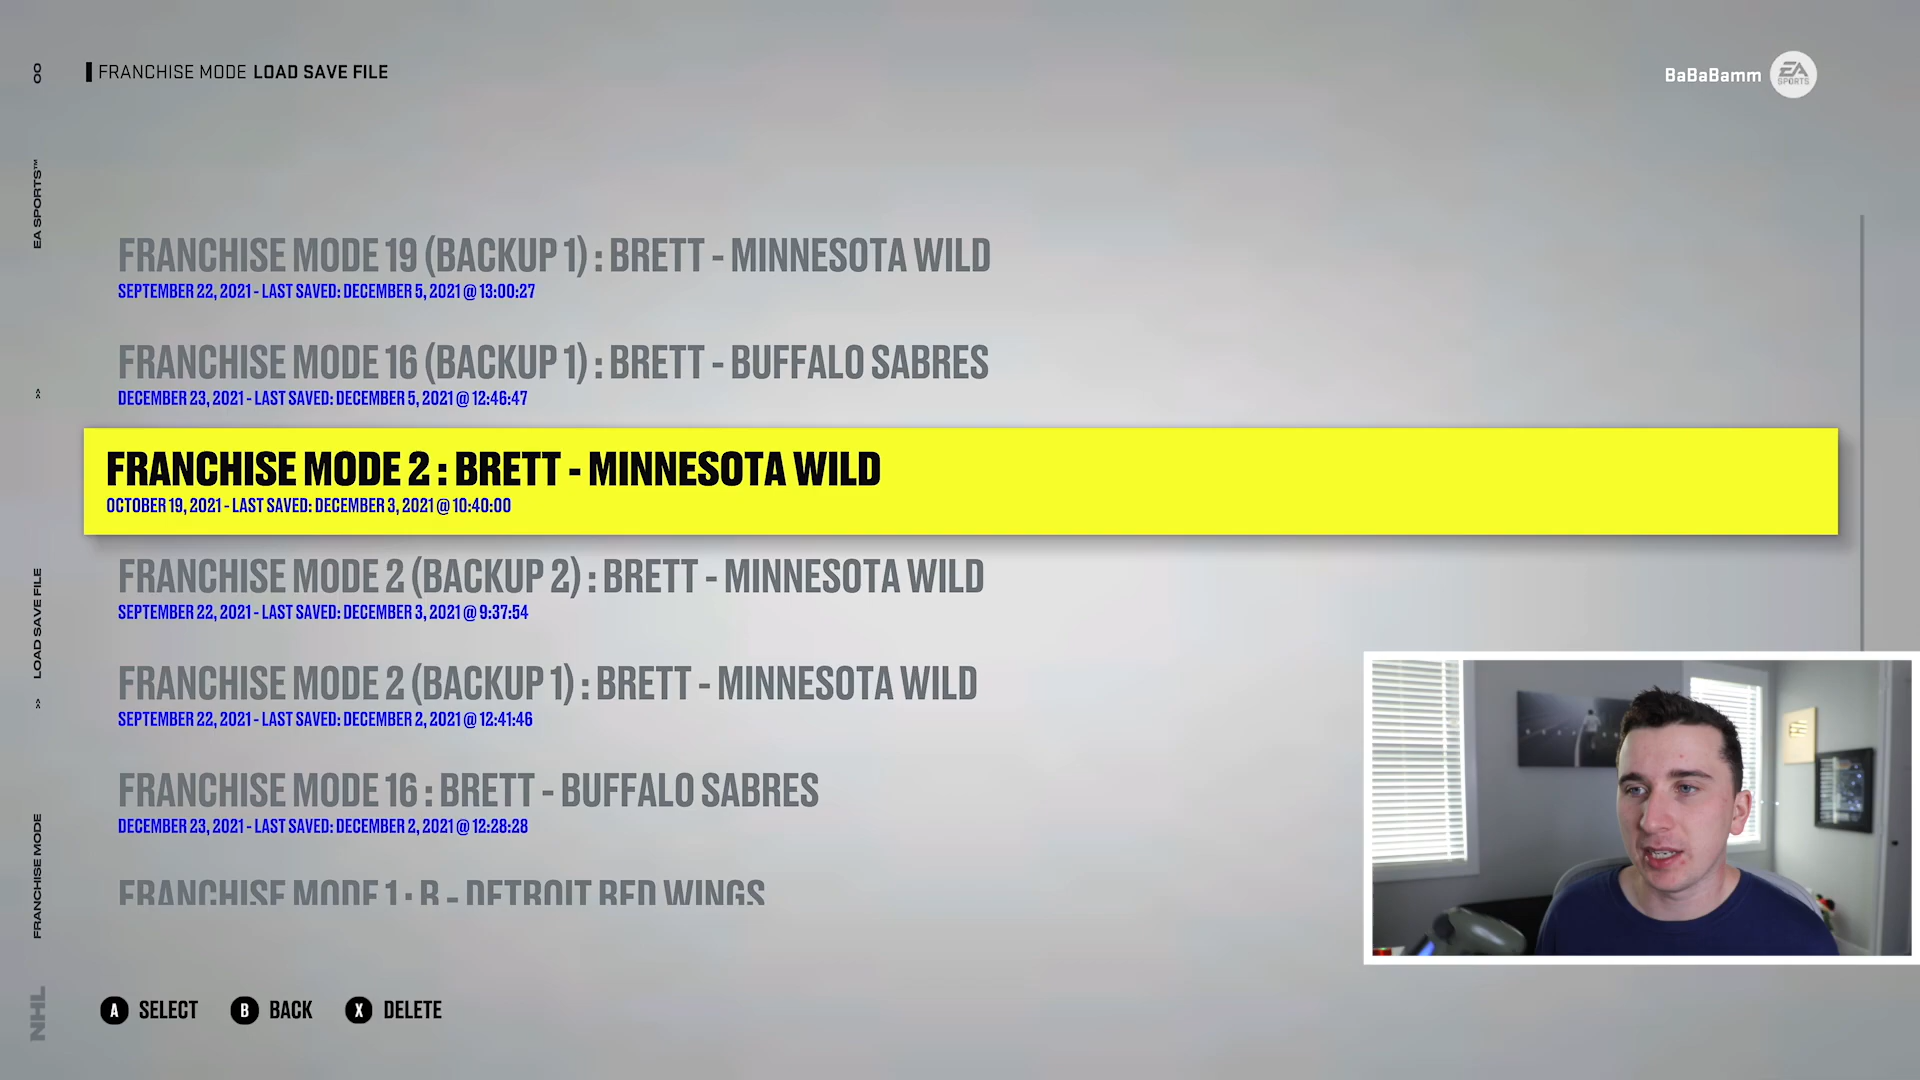 FRANCHISE MODE LOAD SAVE FILE
BaBaBamm
EA SPORTS
FRANCHISE MODE 19 (BACKUP 1) : BRETT - MINNESOTA WILD
SEPTEMBER 22, 2021 - LAST SAVED: DECEMBER 5, 2021 @ 13:00:27
FRANCHISE MODE 16 (BACKUP 1) : BRETT - BUFFALO SABRES
DECEMBER 23, 2021 - LAST SAVED: DECEMBER 5, 2021 @ 12:46:47
FRANCHISE MODE 2 : BRETT - MINNESOTA WILD
OCTOBER 19, 2021 - LAST SAVED: DECEMBER 3, 2021 @ 10:40:00
FRANCHISE MODE 2 (BACKUP 2) : BRETT - MINNESOTA WILD
SEPTEMBER 22, 2021 - LAST SAVED: DECEMBER 3, 2021 @ 9:37:54
FRANCHISE MODE 2 (BACKUP 1) : BRETT - MINNESOTA WILD
SEPTEMBER 22, 2021 - LAST SAVED: DECEMBER 2, 2021 @ 12:41:46
FRANCHISE MODE 16 : BRETT - BUFFALO SABRES
DECEMBER 23, 2021 - LAST SAVED: DECEMBER 2, 2021 @ 12:28:28
FRANCHISE MODE 1 : B - DETROIT RED WINGS
A SELECT B BACK X DELETE
NHL FRANCHISE MODE >> LOAD SAVE FILE >> EA SPORTS™ OO